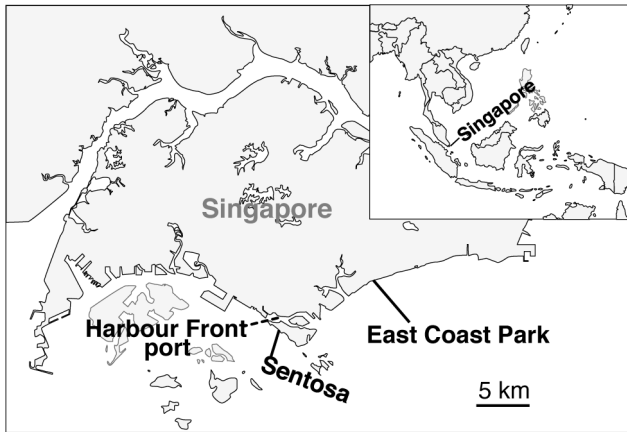 Singapore
Singapore
Harbour Front
port
East Coast Park
Sentosa
5 km